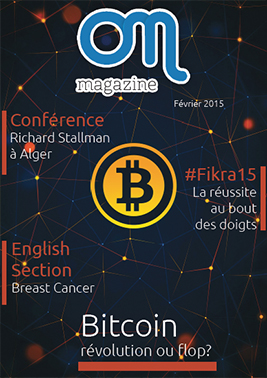 OM
magazine
Février 2015
Conférence
Richard Stallman
à Alger
#Fikra15
La réussite
au bout
des doigts
English
Section
Breast Cancer
Bitcoin
révolution ou flop?